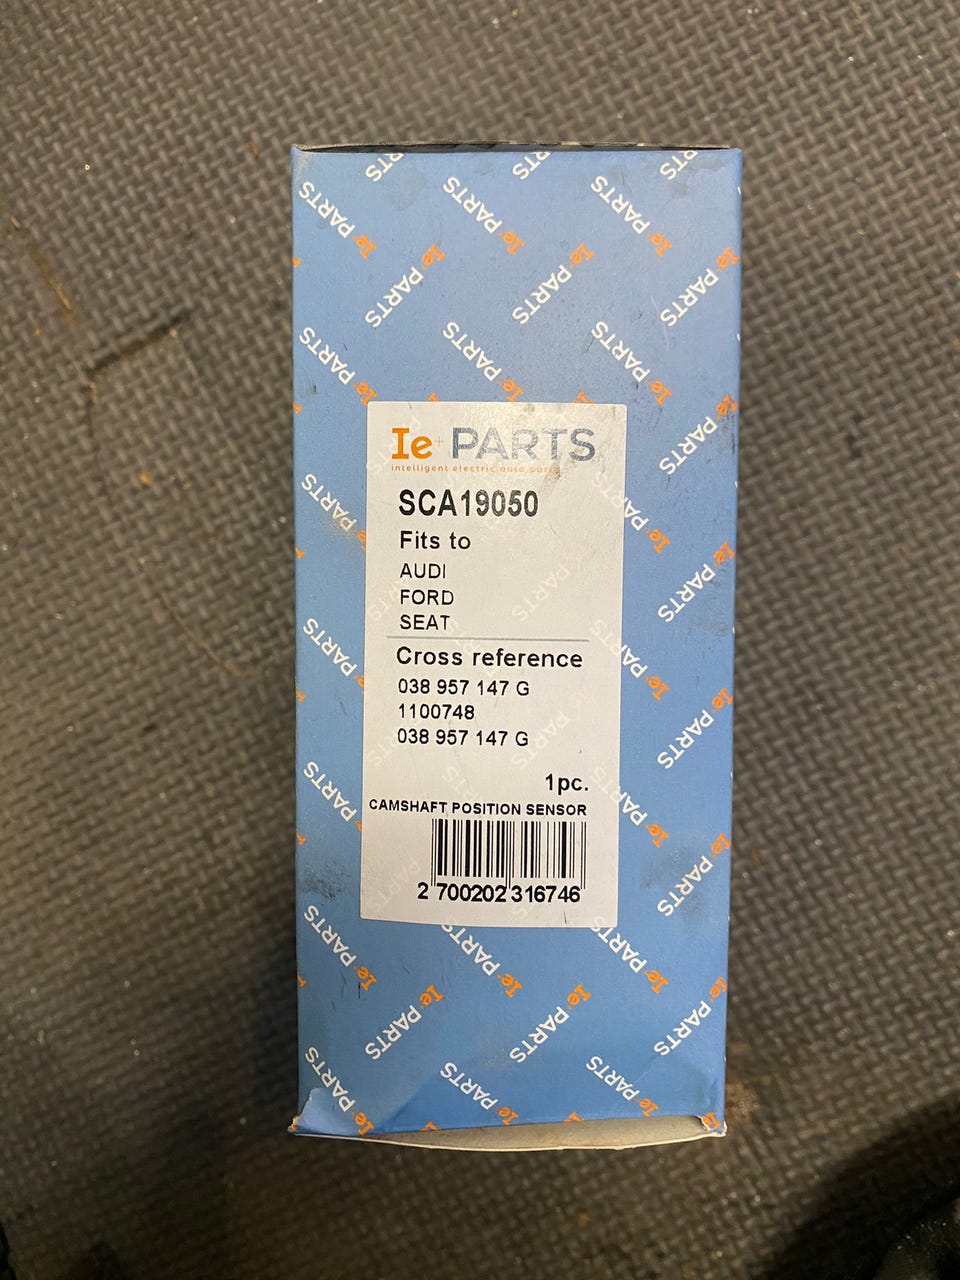 Ie+ PARTS
intelligent electric auto parts
SCA19050
Fits to
AUDI
FORD
SEAT
Cross reference
038 957 147 G
1100748
038 957 147 G
1pc.
CAMSHAFT POSITION SENSOR
2 700202 316746